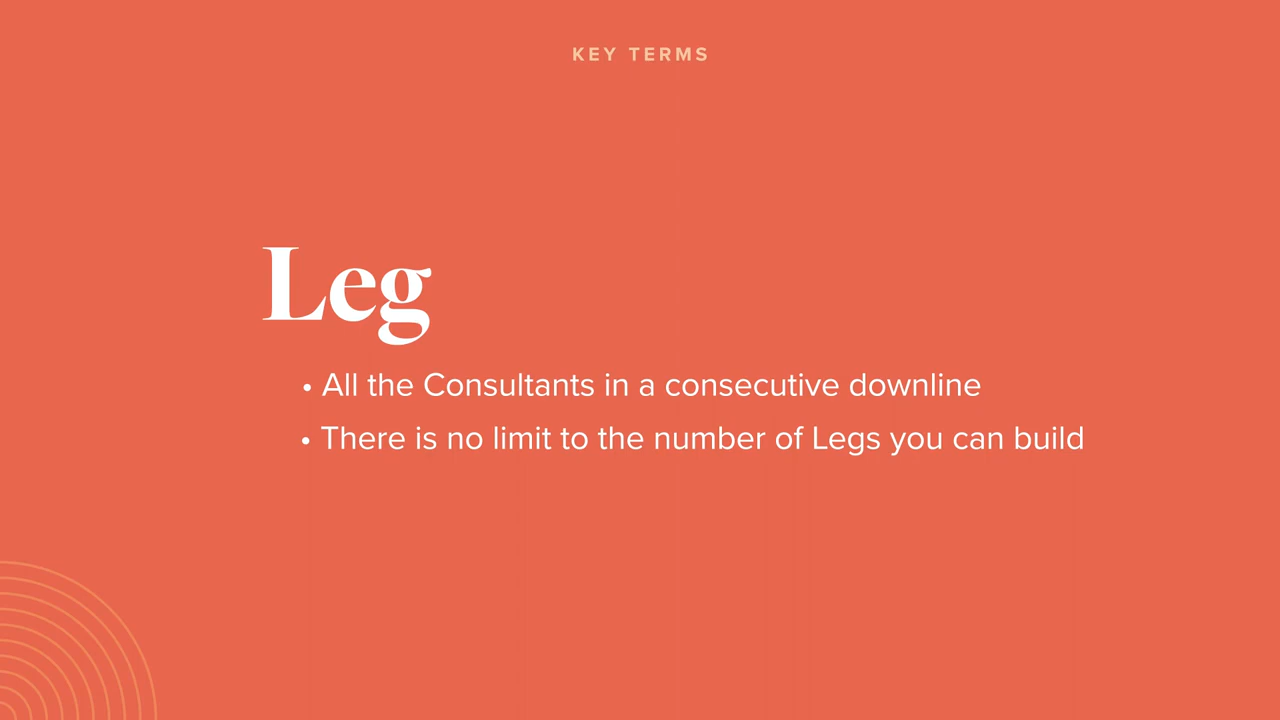 KEY TERMS
Leg
• All the Consultants in a consecutive downline
• There is no limit to the number of Legs you can build